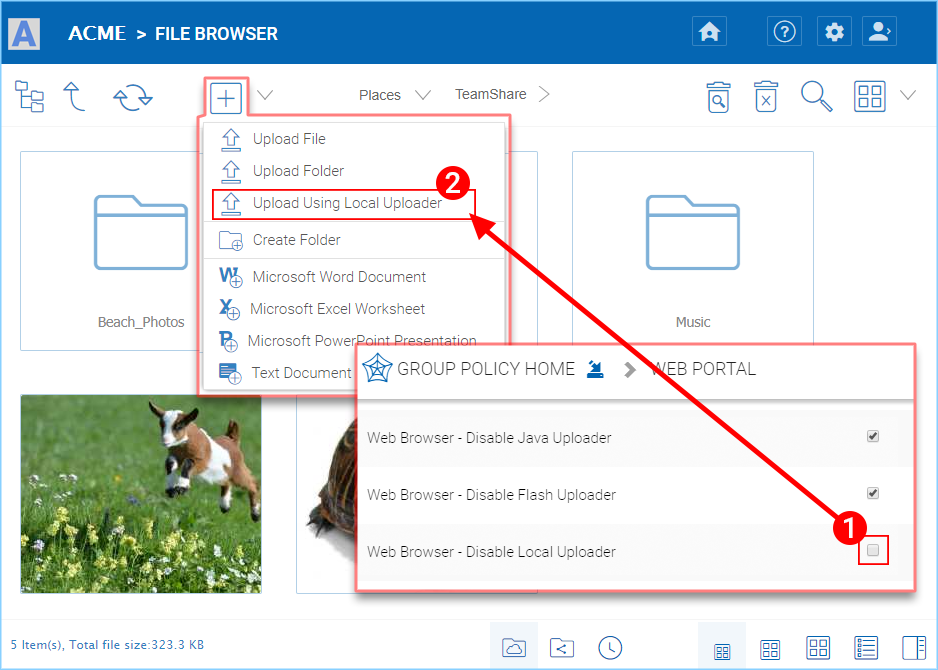 A ACME > FILE BROWSER
?
Places TeamShare
Upload File
Upload Folder
2
Upload Using Local Uploader
Create Folder
Microsoft Word Document
Microsoft Excel Worksheet
Microsoft PowerPoint Presentation
Text Document
Beach_Photos
Music
GROUP POLICY HOME > WEB PORTAL
Web Browser - Disable Java Uploader
Web Browser - Disable Flash Uploader
1
Web Browser - Disable Local Uploader
5 Item(s), Total file size:323.3 KB